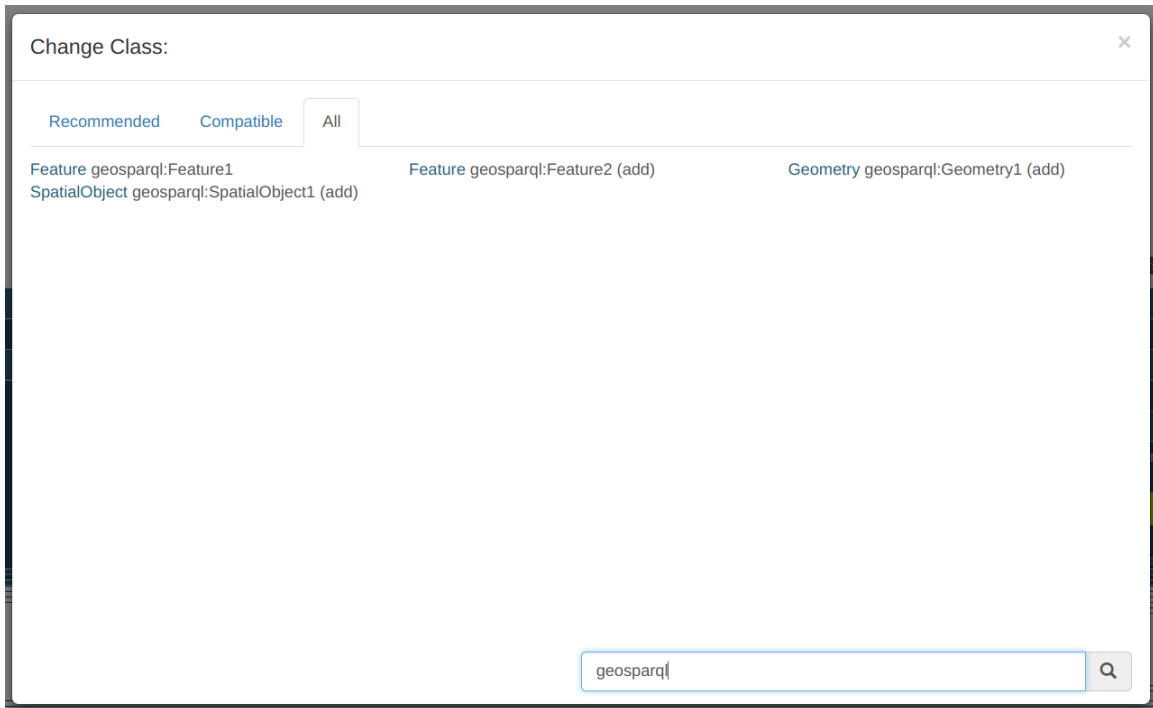 Change Class:
×
Recommended Compatible All
Feature geosparql:Feature1 Feature geosparql:Feature2 (add) Geometry geosparql:Geometry1 (add)
SpatialObject geosparql:SpatialObject1 (add)
geosparql